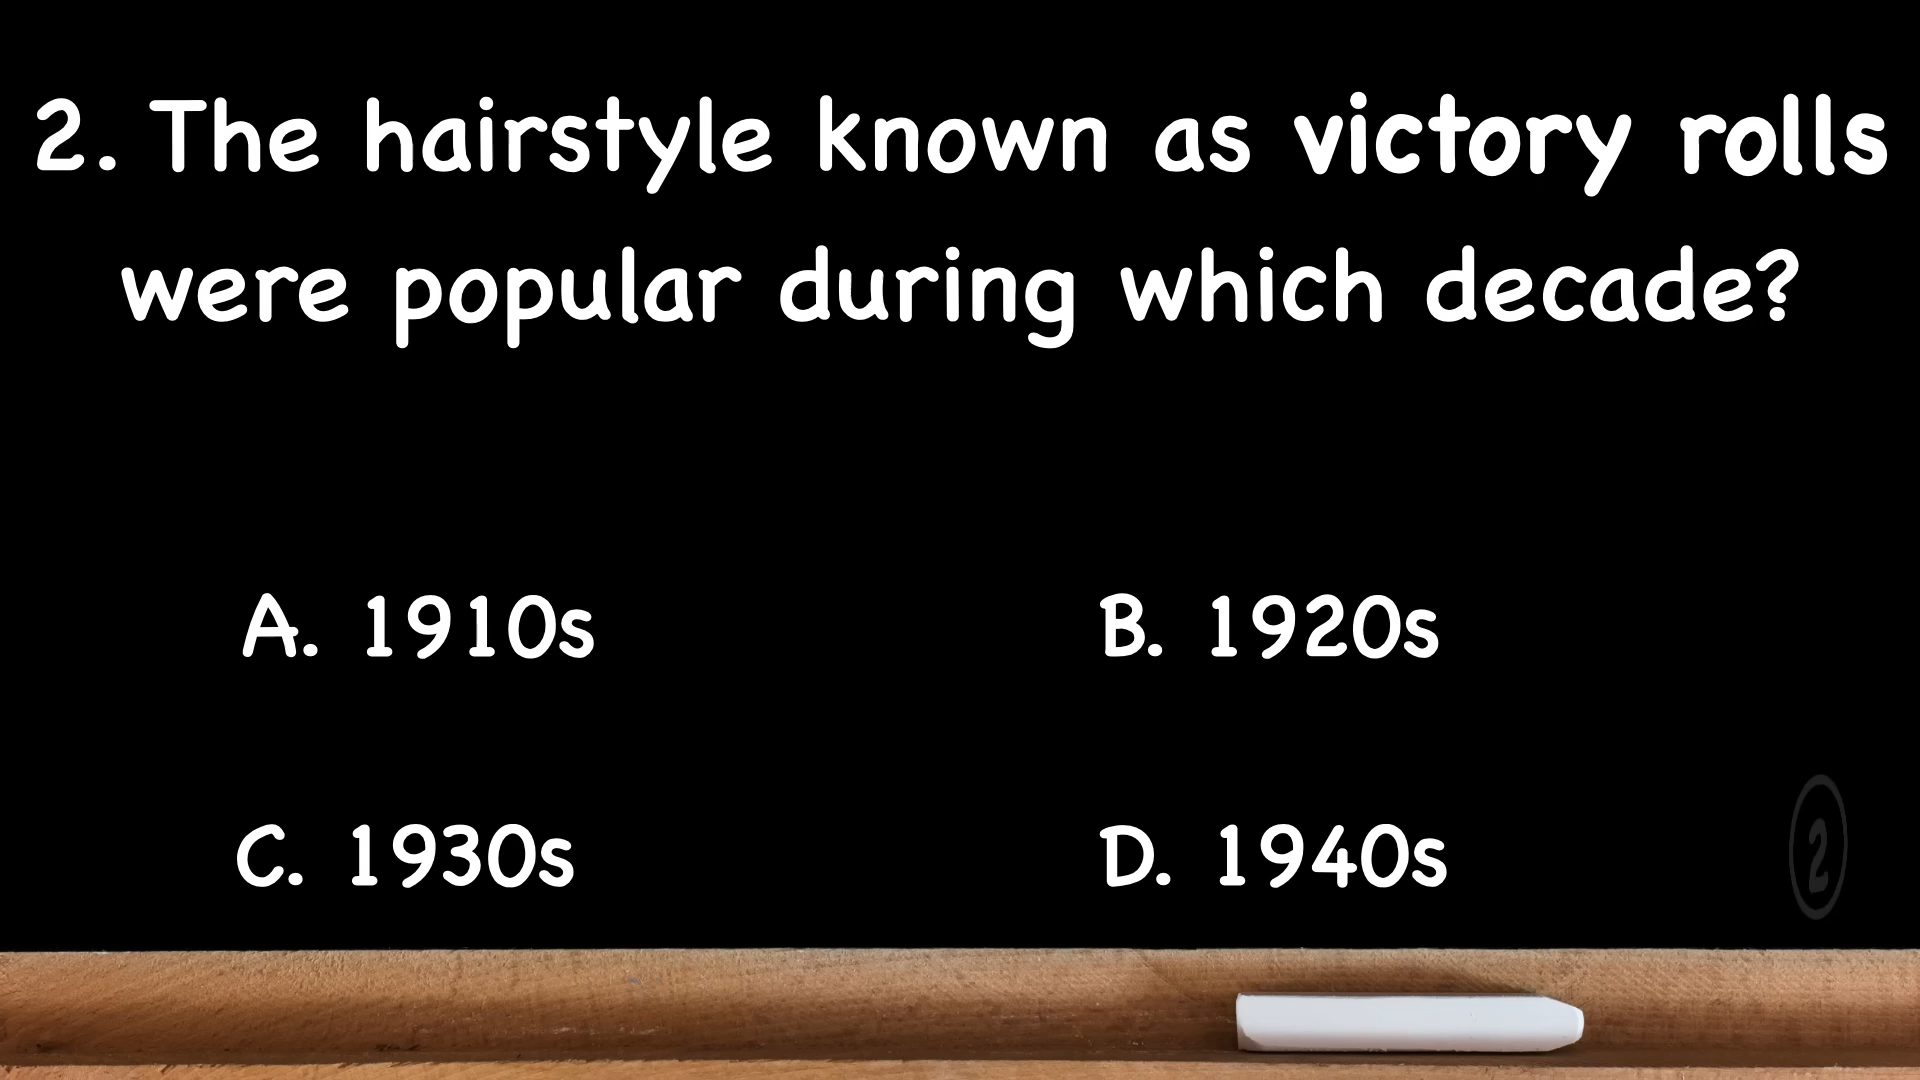 2. The hairstyle known as victory rolls
were popular during which decade?
A. 1910s
B. 1920s
C. 1930s
D. 1940s
2